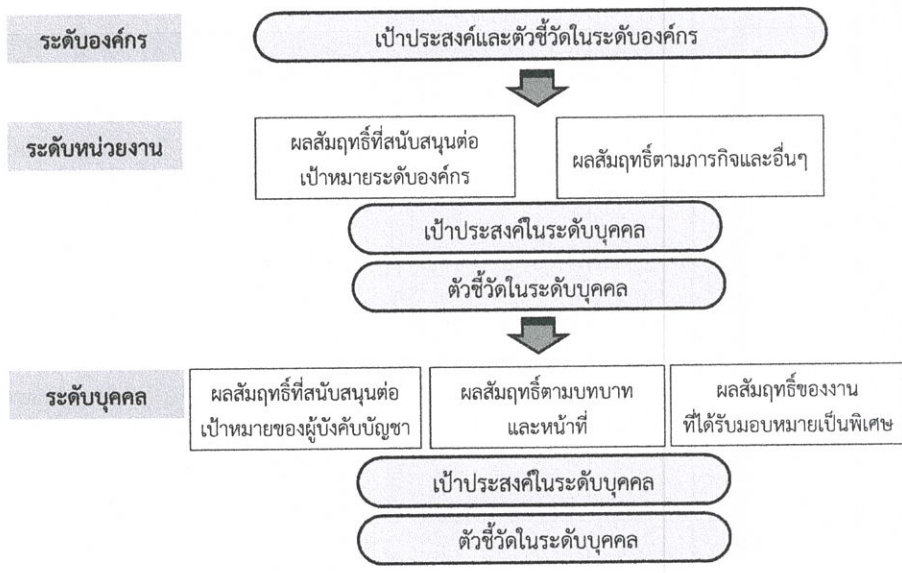 ระดับองค์กร
เป้าประสงค์และตัวชี้วัดในระดับองค์กร
ระดับหน่วยงาน
ผลสัมฤทธิ์ที่สนับสนุนต่อ
เป้าหมายระดับองค์กร
ผลสัมฤทธิ์ตามภารกิจและอื่นๆ
เป้าประสงค์ในระดับบุคคล
ตัวชี้วัดในระดับบุคคล
ระดับบุคคล
ผลสัมฤทธิ์ที่สนับสนุนต่อ
เป้าหมายของผู้บังคับบัญชา
ผลสัมฤทธิ์ตามบทบาท
และหน้าที่
ผลสัมฤทธิ์ของงาน
ที่ได้รับมอบหมายเป็นพิเศษ
เป้าประสงค์ในระดับบุคคล
ตัวชี้วัดในระดับบุคคล